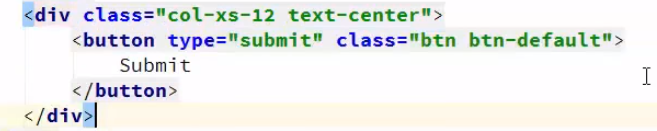 <div class="col-xs-12 text-center">
    <button type="submit" class="btn btn-default">
        Submit
    </button>
</div>